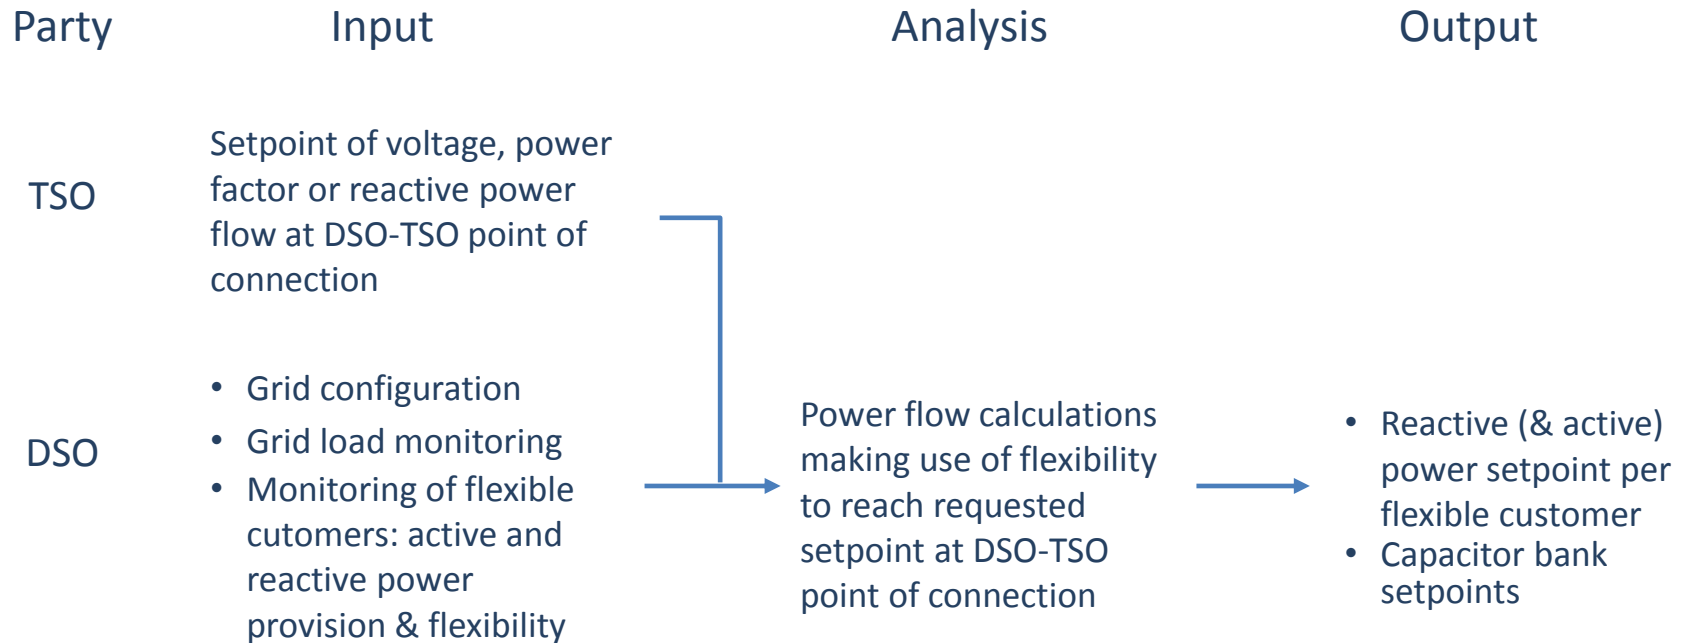 Party
Input
Analysis
Output
TSO
Setpoint of voltage, power
factor or reactive power
flow at DSO-TSO point of
connection
DSO
• Grid configuration
• Grid load monitoring
• Monitoring of flexible
cutomers: active and
reactive power
provision & flexibility
Power flow calculations
making use of flexibility
to reach requested
setpoint at DSO-TSO
point of connection
• Reactive (& active)
power setpoint per
flexible customer
• Capacitor bank
setpoints